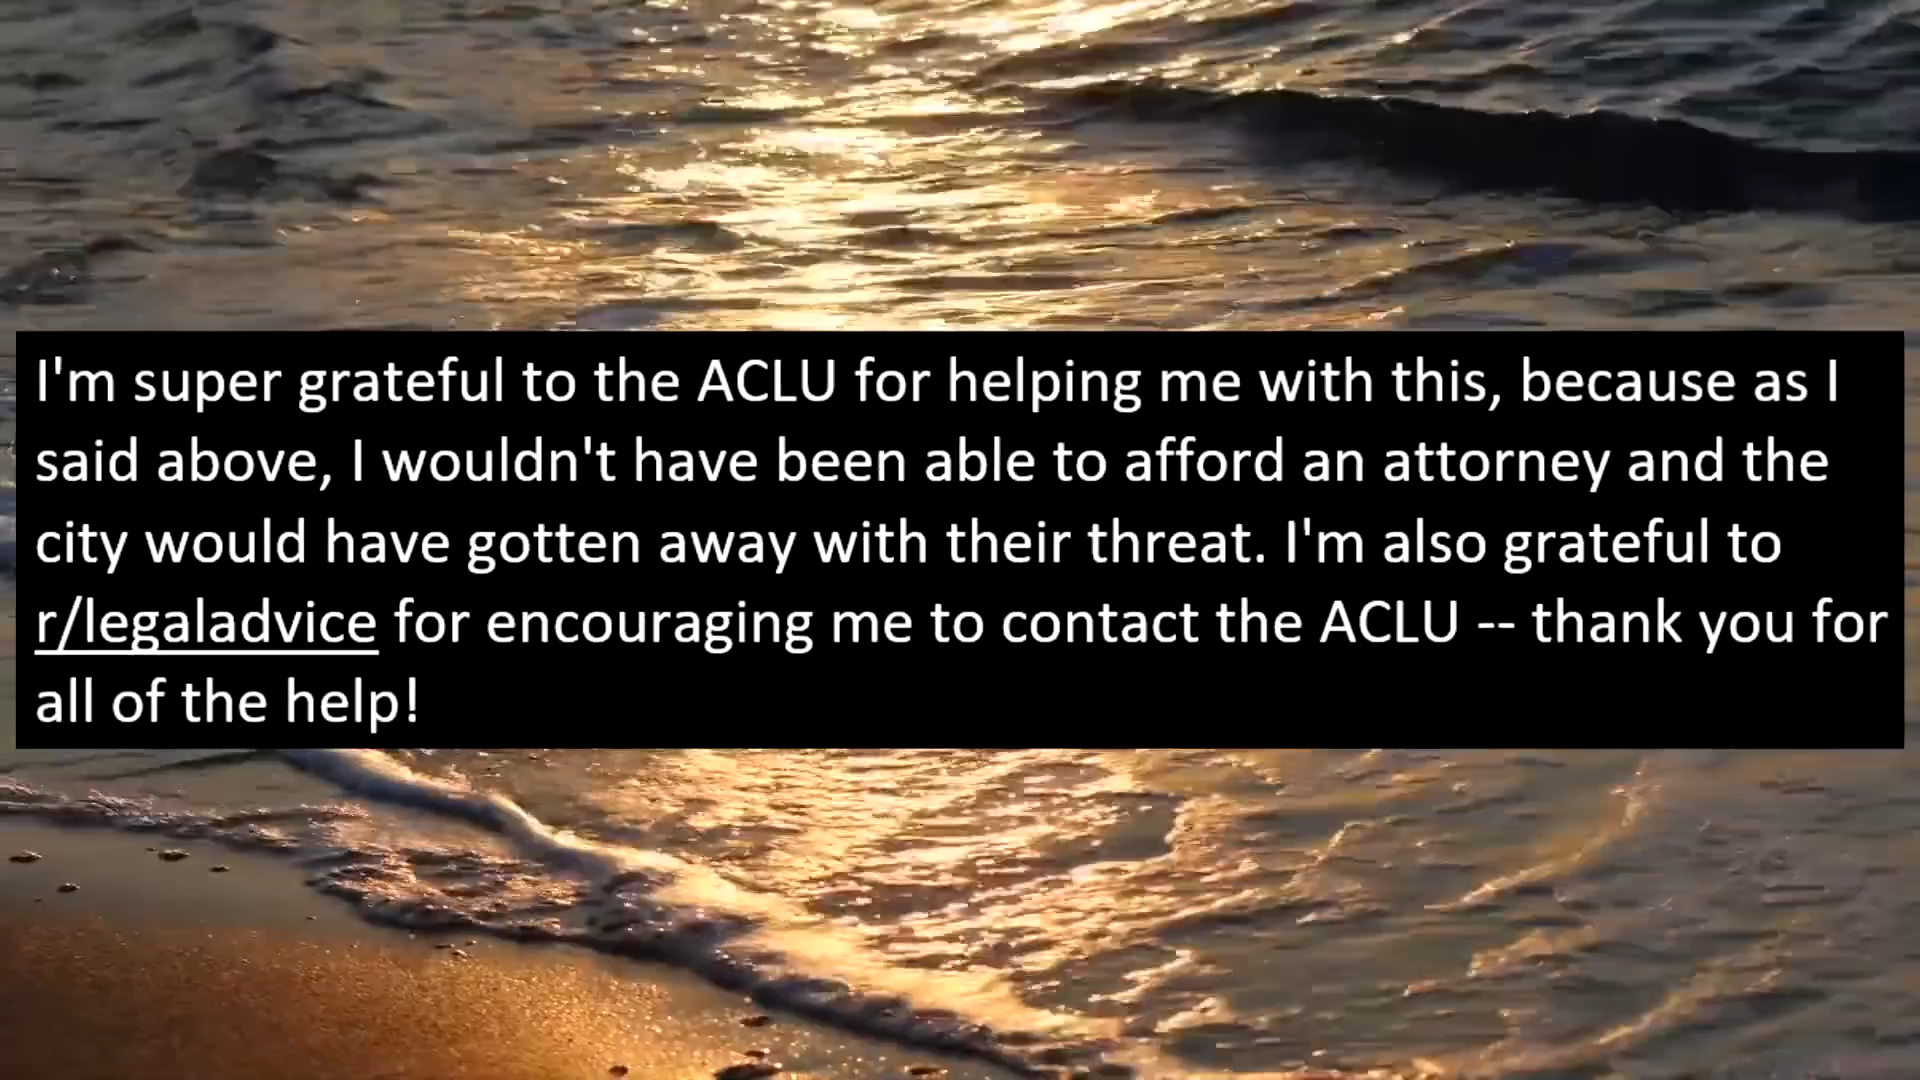 I'm super grateful to the ACLU for helping me with this, because as I
said above, I wouldn't have been able to afford an attorney and the
city would have gotten away with their threat. I'm also grateful to
r/legaladvice for encouraging me to contact the ACLU -- thank you for
all of the help!